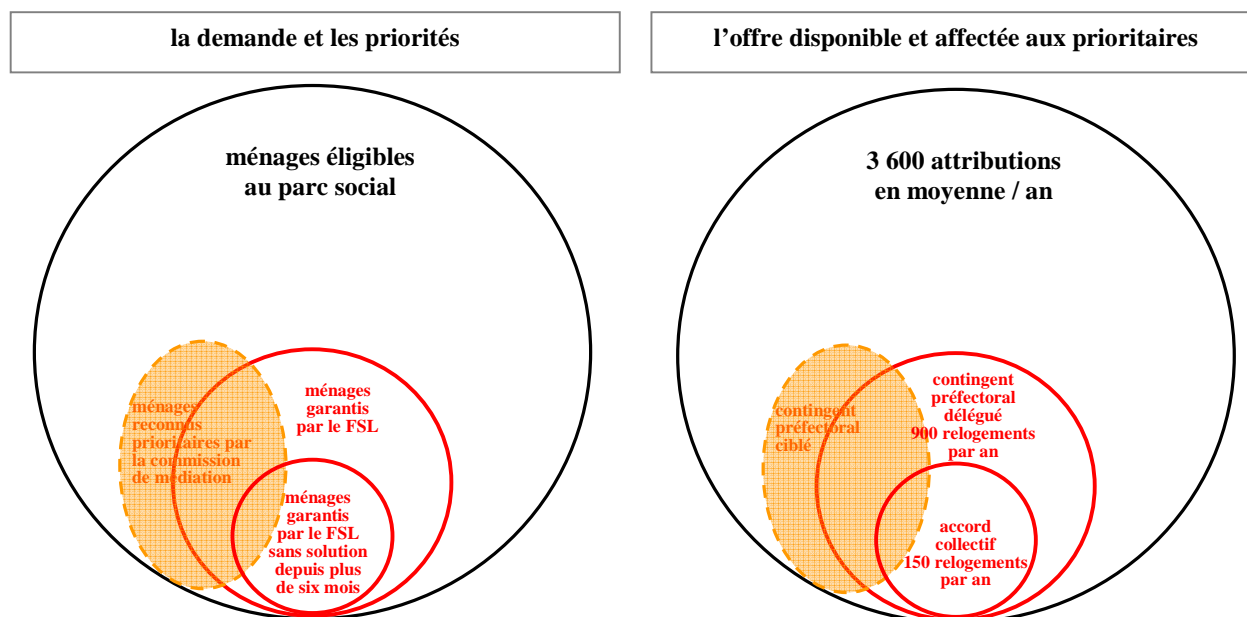 la demande et les priorités
ménages éligibles
au parc social
ménages
garantis
par le FSL
ménages
reconnus
prioritaires par
la commission
de médiation
ménages
garantis
par le FSL
sans solution
depuis plus
de six mois
l'offre disponible et affectée aux prioritaires
3 600 attributions
en moyenne / an
contingent
préfectoral
délégué
900 relogements
par an
contingent
préfectoral
ciblé
accord
collectif
150 relogements
par an